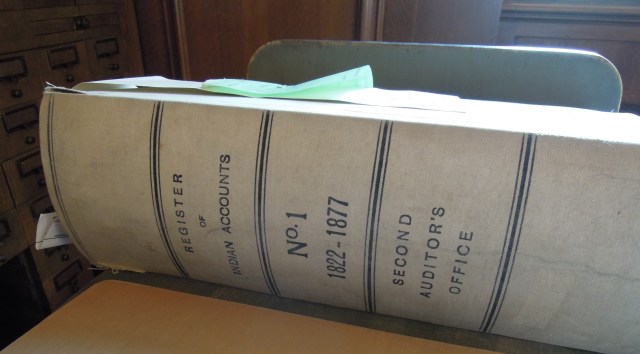 REGISTER
OF
INDIAN ACCOUNTS
No. 1
1822-1877
SECOND
AUDITOR'S
OFFICE